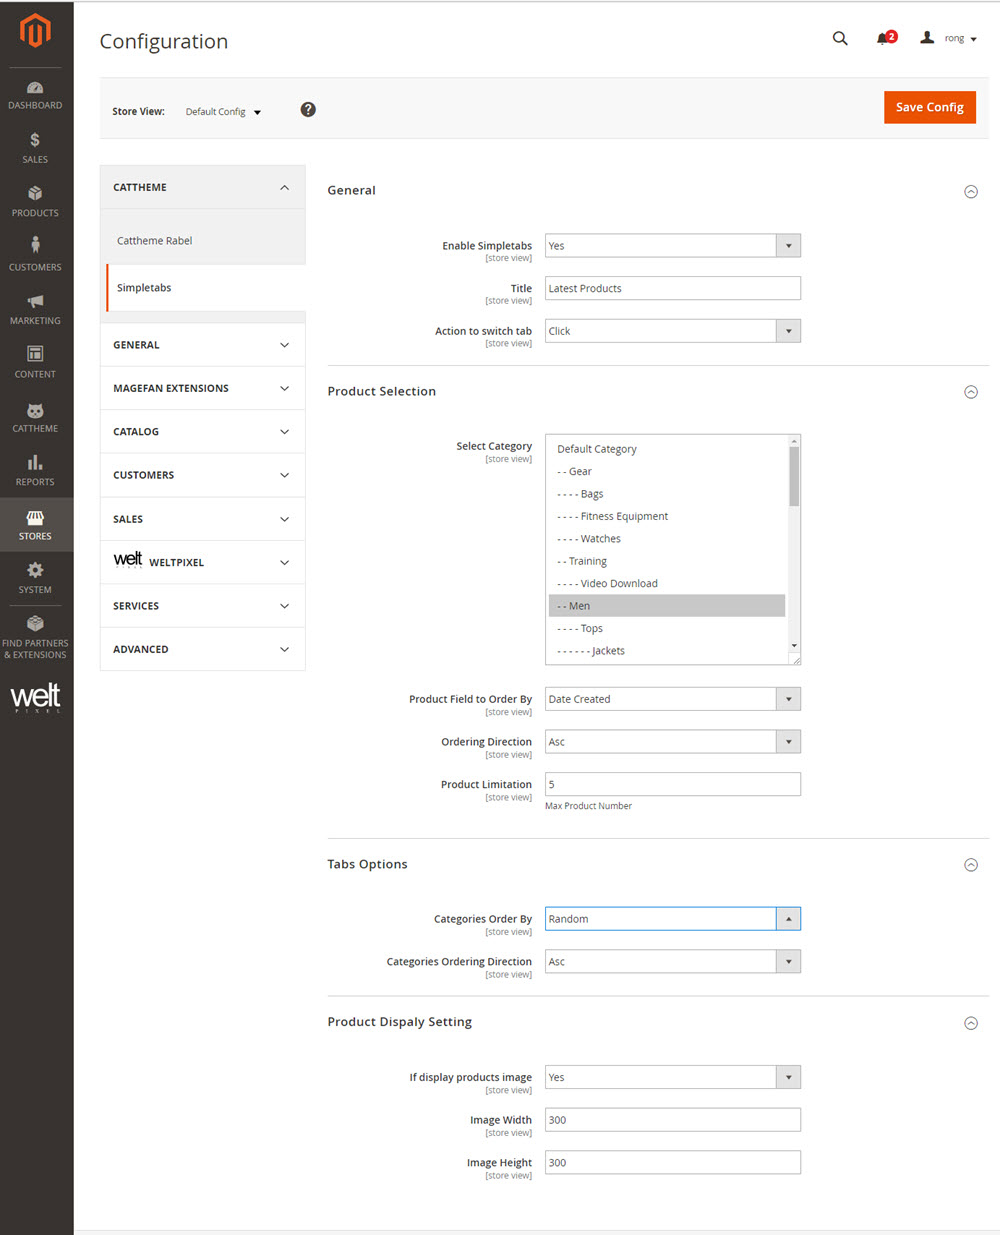 Configuration
2
rong
Store View: Default Config ?
Save Config
DASHBOARD
SALES
PRODUCTS
CUSTOMERS
MARKETING
CONTENT
CATTHEME
REPORTS
STORES
SYSTEM
FIND PARTNERS
& EXTENSIONS
welt
PIXEL
CATTHEME
Cattheme Rabel
Simpletabs
GENERAL
MAGEFAN EXTENSIONS
CATALOG
CUSTOMERS
SALES
welt WELTPIXEL
SERVICES
ADVANCED
General
Enable Simpletabs Yes
[store view]
Title Latest Products
[store view]
Action to switch tab Click
[store view]
Product Selection
Select Category
[store view]
Default Category
- - Gear
- - - - Bags
- - - - Fitness Equipment
- - - - Watches
- - Training
- - - - Video Download
- - Men
- - - - Tops
- - - - - - Jackets
Product Field to Order By Date Created
[store view]
Ordering Direction Asc
[store view]
Product Limitation 5
[store view]
Max Product Number
Tabs Options
Categories Order By Random
[store view]
Categories Ordering Direction Asc
[store view]
Product Dispaly Setting
If display products image Yes
[store view]
Image Width 300
[store view]
Image Height 300
[store view]